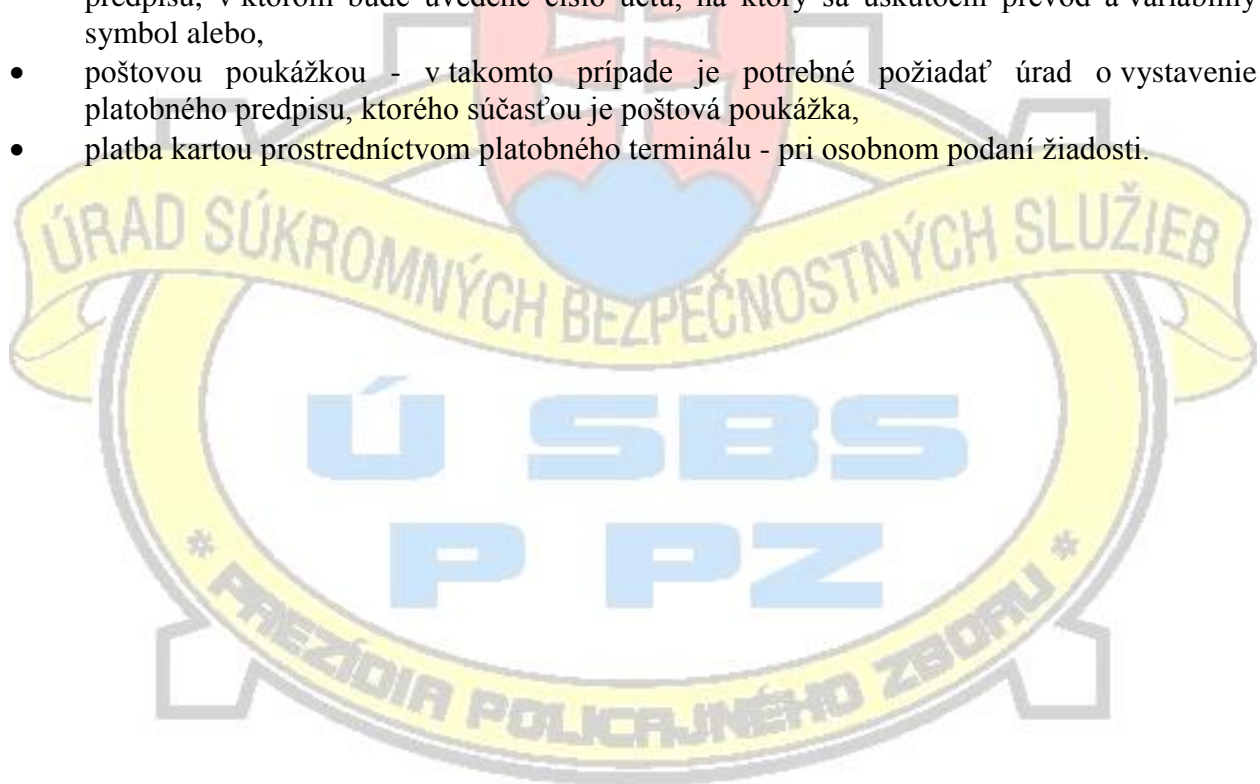 predpisu, v ktorom bude uvedené číslo účtu, na ktorý sa uskutoční prevod a variabilný
symbol alebo,
• poštovou poukážkou - v takomto prípade je potrebné požiadať úrad o vystavenie
platobného predpisu, ktorého súčasťou je poštová poukážka,
• platba kartou prostredníctvom platobného terminálu - pri osobnom podaní žiadosti.
ÚRAD SÚKROMNÝCH BEZPEČNOSTNÝCH SLUŽIEB
Ú SBS
P PZ
* PREZÍDIA POLICAJNÉHO ZBORU *